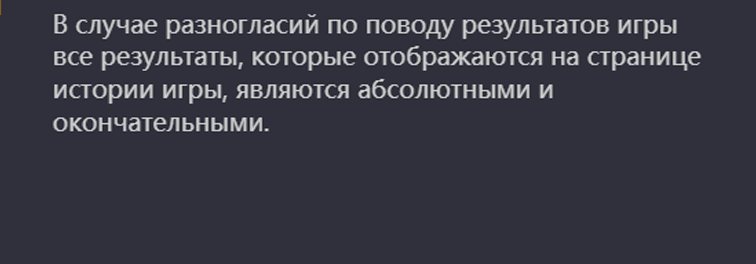 В случае разногласий по поводу результатов игры
все результаты, которые отображаются на странице
истории игры, являются абсолютными и
окончательными.